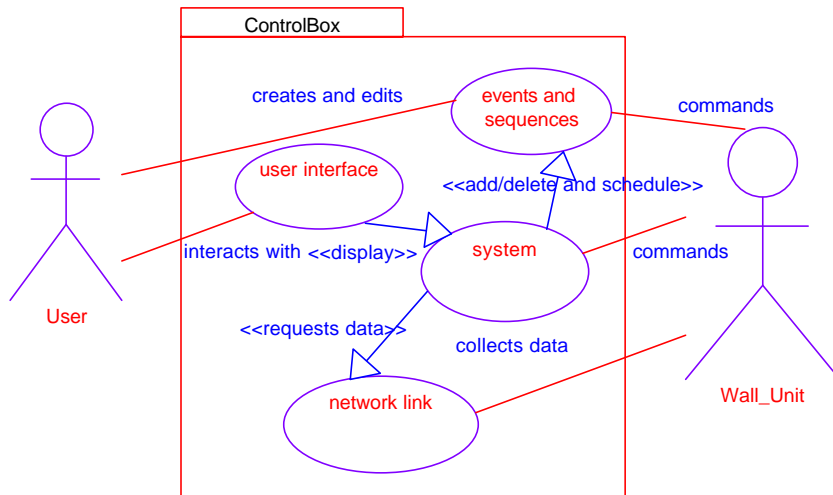 ControlBox
creates and edits
events and
sequences
commands
user interface
<<add/delete and schedule>>
interacts with <<display>>
system
commands
User
<<requests data>>
collects data
network link
Wall_Unit